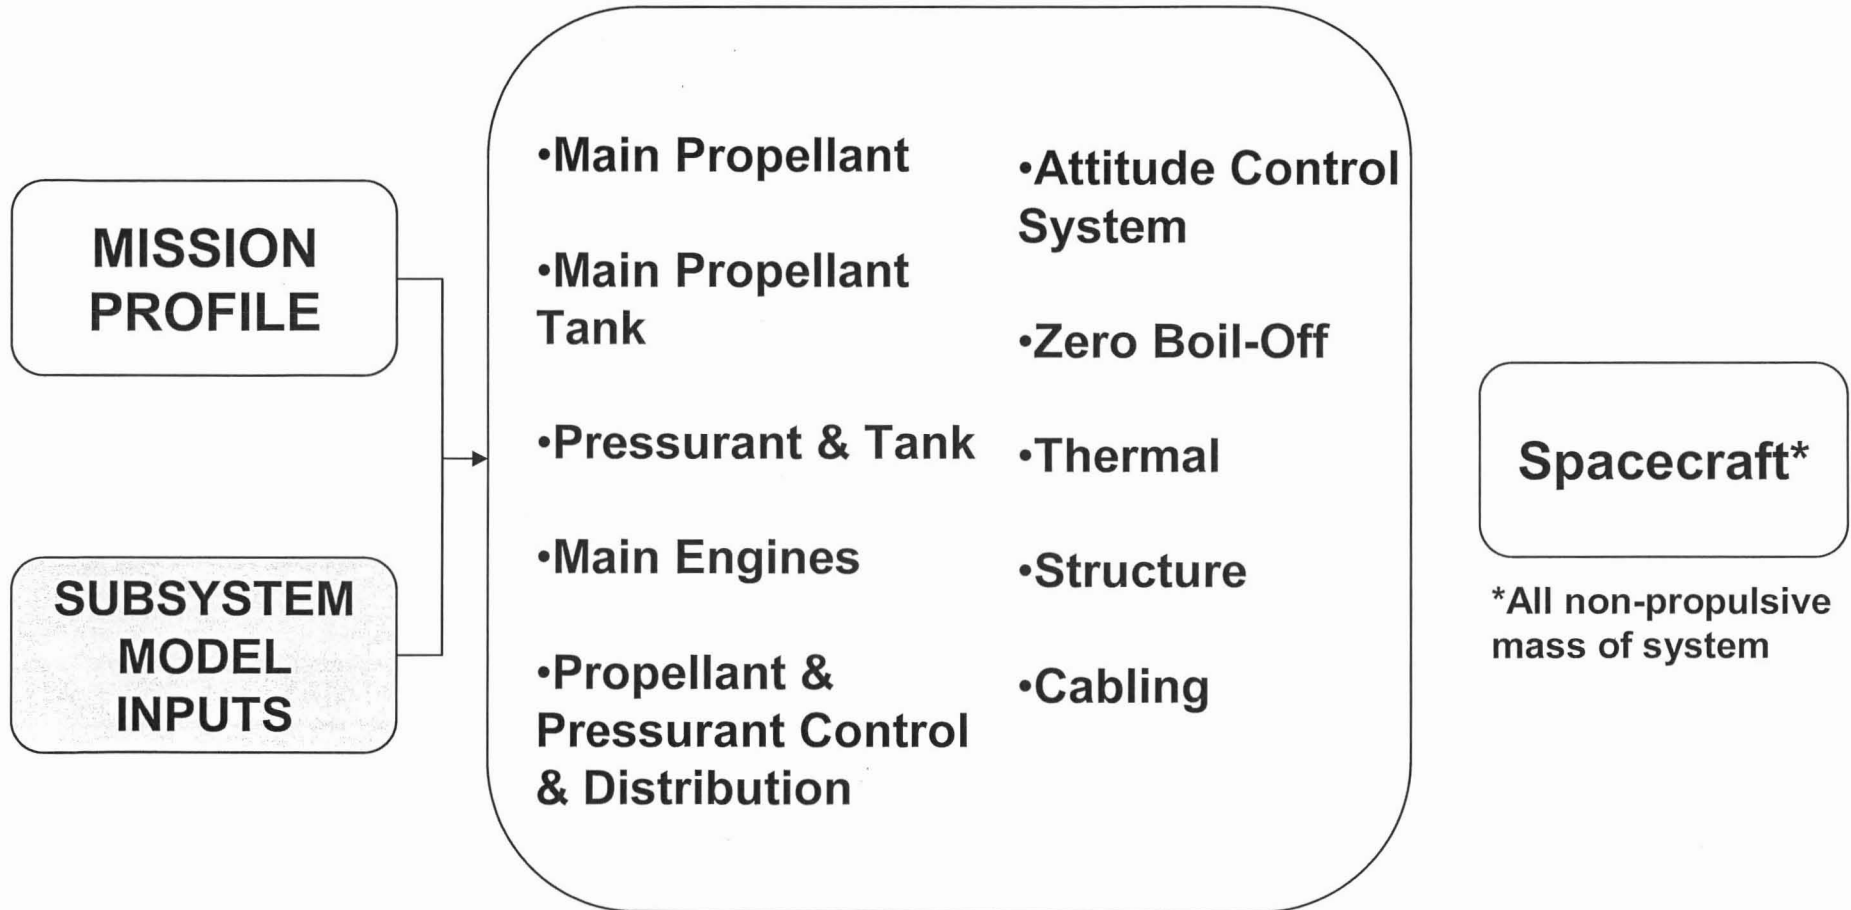 MISSION
PROFILE
SUBSYSTEM
MODEL
INPUTS
•Main Propellant
•Main Propellant
Tank
•Pressurant & Tank
•Main Engines
•Propellant &
Pressurant Control
& Distribution
•Attitude Control
System
•Zero Boil-Off
•Thermal
•Structure
•Cabling
Spacecraft*
*All non-propulsive
mass of system